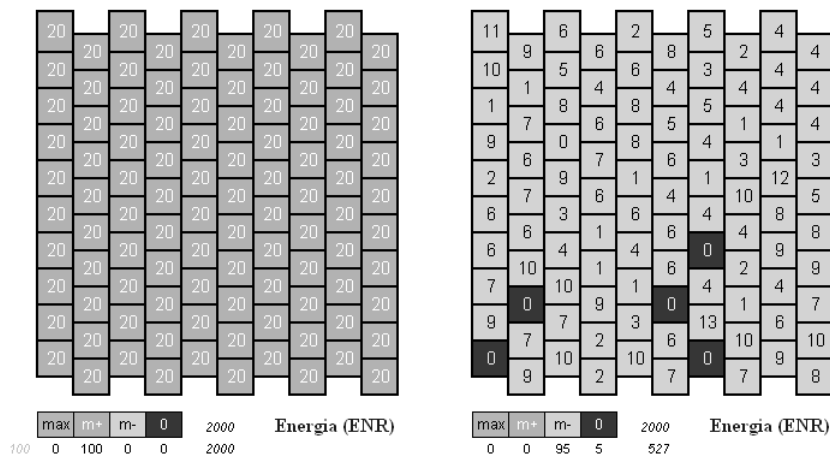 20 20 20 20 20 11 6 2 5 4
20 20 20 20 20 9 6 8 2 4
20 20 20 20 20 10 5 6 3 4
20 20 20 20 20 1 4 4 4 4
20 20 20 20 20 1 8 8 5 4
20 20 20 20 20 7 6 5 1 4
20 20 20 20 20 9 0 8 4 1
20 20 20 20 20 6 7 6 3 3
20 20 20 20 20 2 9 1 1 12
20 20 20 20 20 7 6 4 10 5
20 20 20 20 20 6 3 6 4 8
20 20 20 20 20 6 1 6 4 8
20 20 20 20 20 6 4 4 0 9
20 20 20 20 20 10 1 6 2 9
20 20 20 20 20 7 10 1 4 4
20 20 20 20 20 0 9 0 1 7
20 20 20 20 20 9 7 3 13 6
20 20 20 20 20 7 2 6 10 10
20 20 20 20 20 0 10 10 0 9
20 20 20 20 20 9 2 7 7 8
max m+ m- 0 2000 Energia (ENR) max m+ m- 0 2000 Energia (ENR)
100 0 100 0 0 2000 0 0 95 5 527